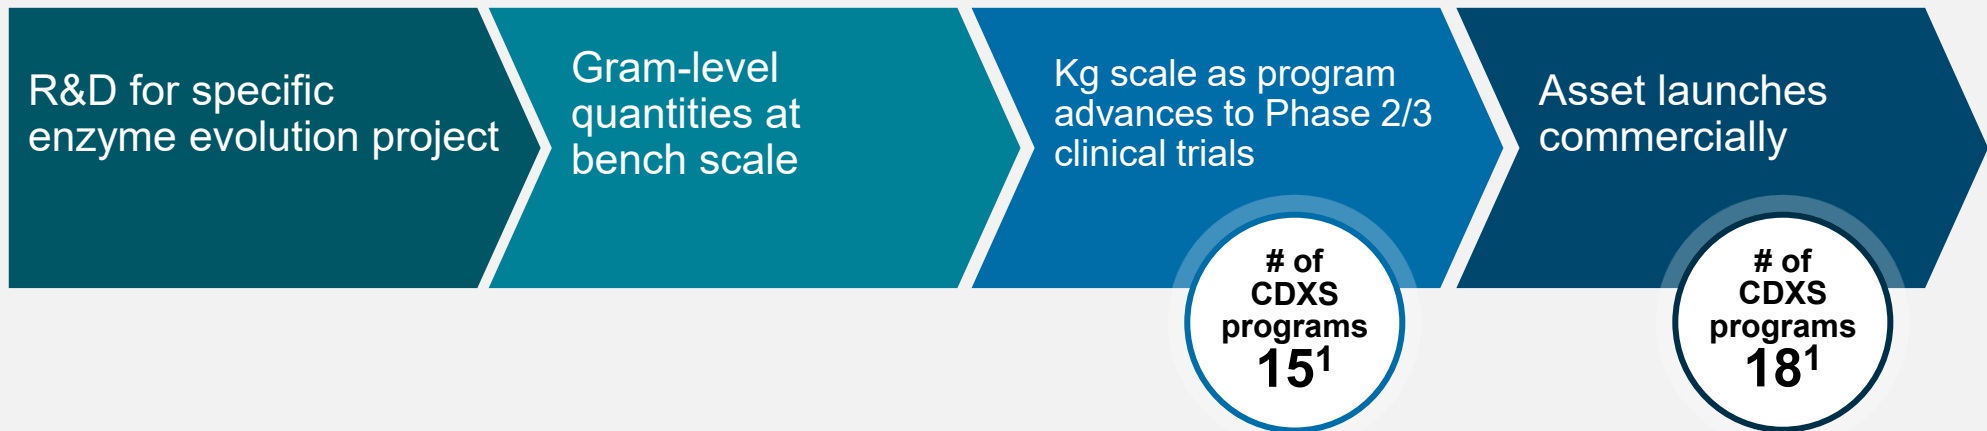 R&D for specific
enzyme evolution project
Gram-level
quantities at
bench scale
Kg scale as program
advances to Phase 2/3
clinical trials
Asset launches
commercially
# of
CDXS
programs
15¹
# of
CDXS
programs
18¹